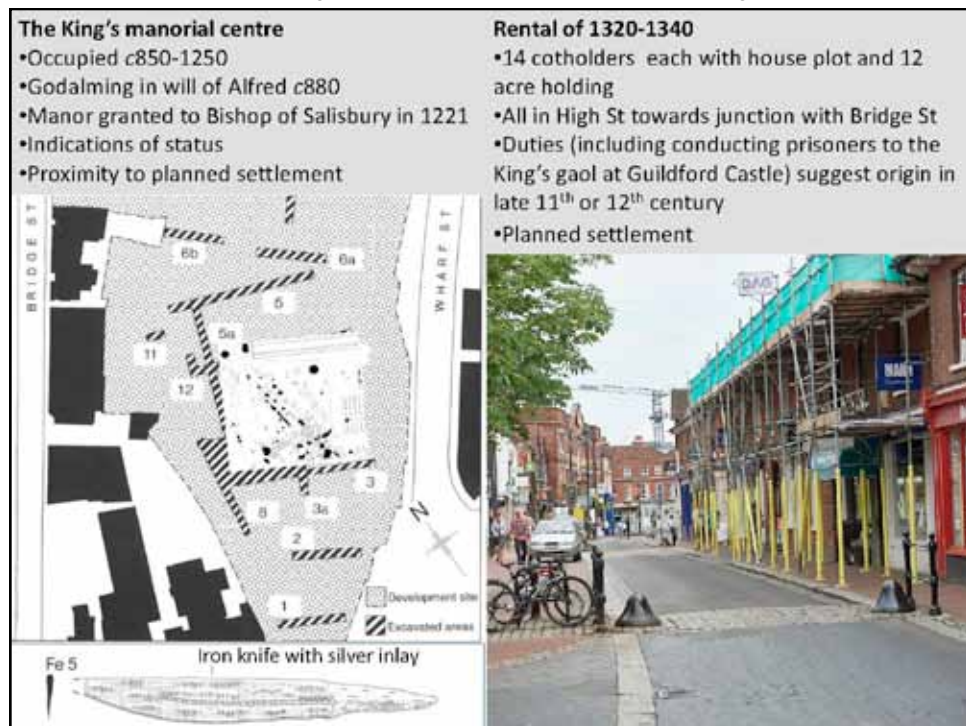 The King's manorial centre
•Occupied c850-1250
•Godalming in will of Alfred c880
•Manor granted to Bishop of Salisbury in 1221
•Indications of status
•Proximity to planned settlement
Rental of 1320-1340
•14 cotholders each with house plot and 12
acre holding
•All in High St towards junction with Bridge St
•Duties (including conducting prisoners to the
King's gaol at Guildford Castle) suggest origin in
late 11th or 12th century
•Planned settlement
BRIDGE ST
WHARF ST
6b
6a
5
5a
11
12
3
3a
8
2
1
N
Development site
Excavated areas
Iron knife with silver inlay
Fe 5